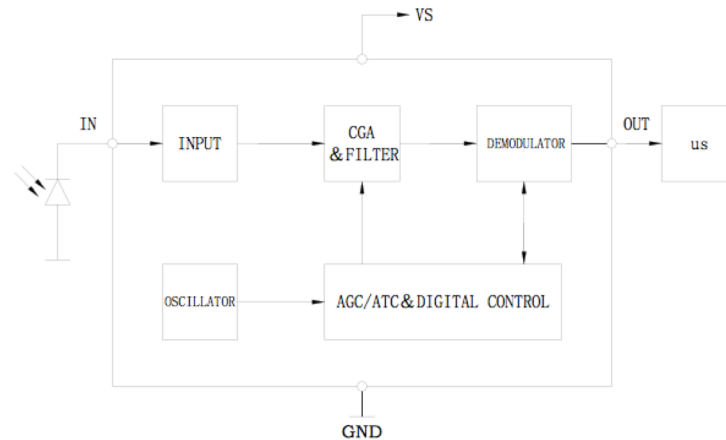 VS
IN
INPUT
CGA
&FILTER
DEMODULATOR
OUT
us
OSCILLATOR
AGC/ATC&DIGITAL CONTROL
GND